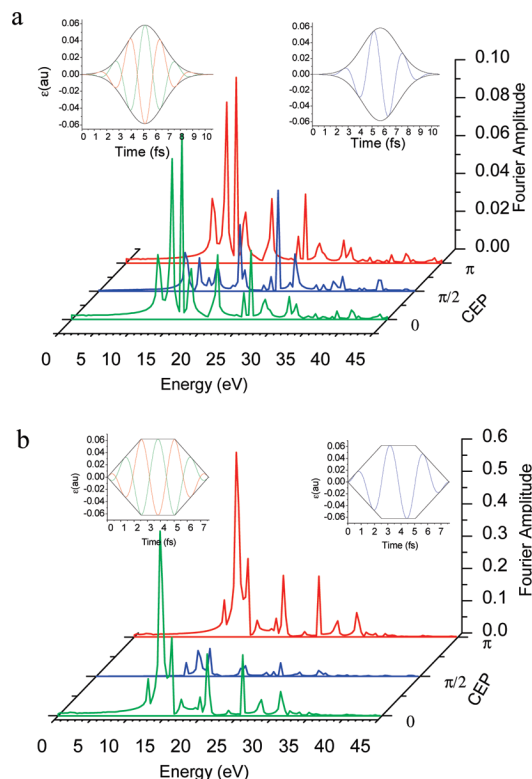 a
ε(au)
0.06
0.04
0.02
0.00
-0.02
-0.04
-0.06
0 1 2 3 4 5 6 7 8 9 10
Time (fs)
0.06
0.04
0.02
0.00
-0.02
-0.04
-0.06
0 1 2 3 4 5 6 7 8 9 10
Time (fs)
0.10
0.08
0.06
0.04
0.02
0.00
Fourier Amplitude
π
π/2
0
CEP
0 5 10 15 20 25 30 35 40 45
Energy (eV)
b
ε(au)
0.06
0.04
0.02
0.00
-0.02
-0.04
-0.06
0 1 2 3 4 5 6 7
Time (fs)
ε(au)
0.06
0.04
0.02
0.00
-0.02
-0.04
-0.06
0 1 2 3 4 5 6 7
Time (fs)
0.6
0.5
0.4
0.3
0.2
0.1
0.0
Fourier Amplitude
π
π/2
0
CEP
0 5 10 15 20 25 30 35 40 45
Energy (eV)